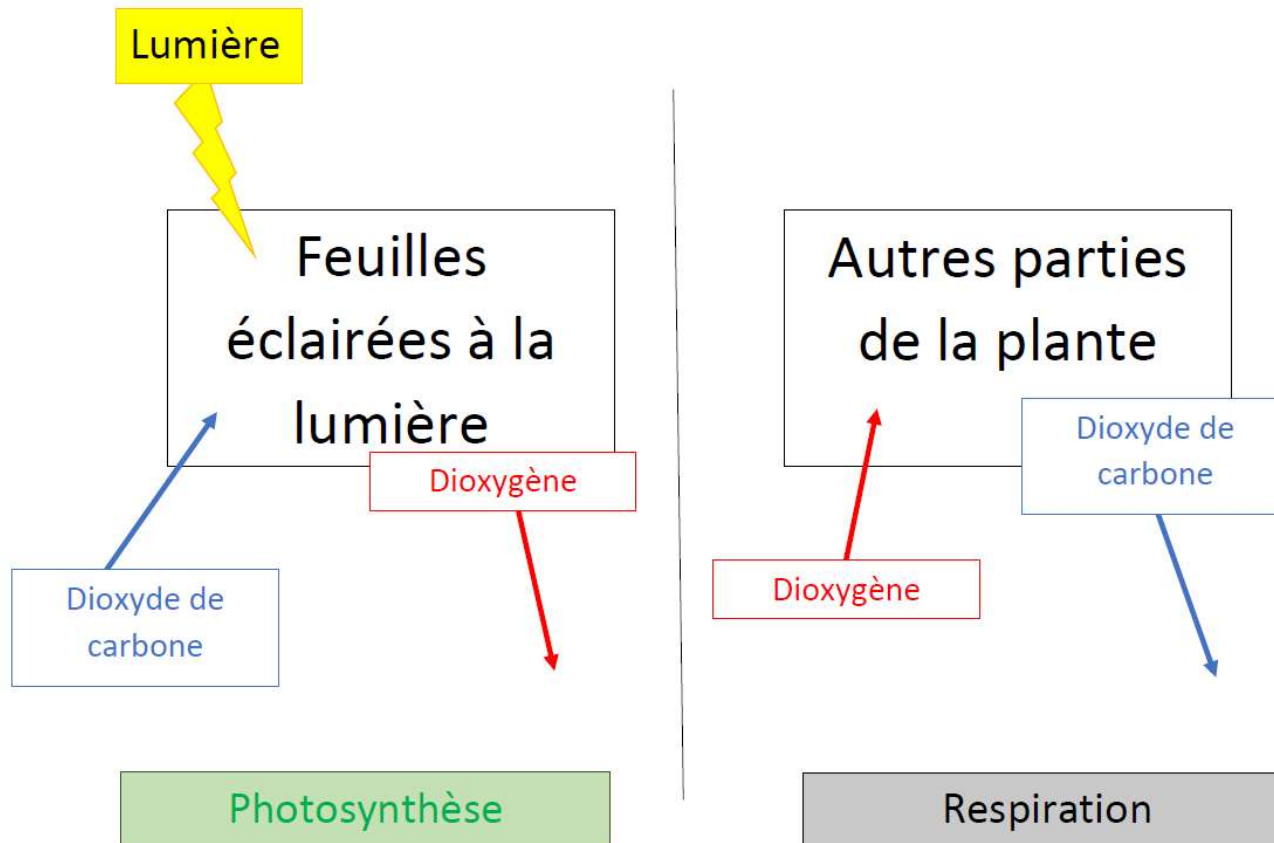 Lumière
Feuilles
éclairées à la
lumière
Dioxygène
Dioxyde de
carbone
Photosynthèse
Autres parties
de la plante
Dioxyde de
carbone
Dioxygène
Respiration